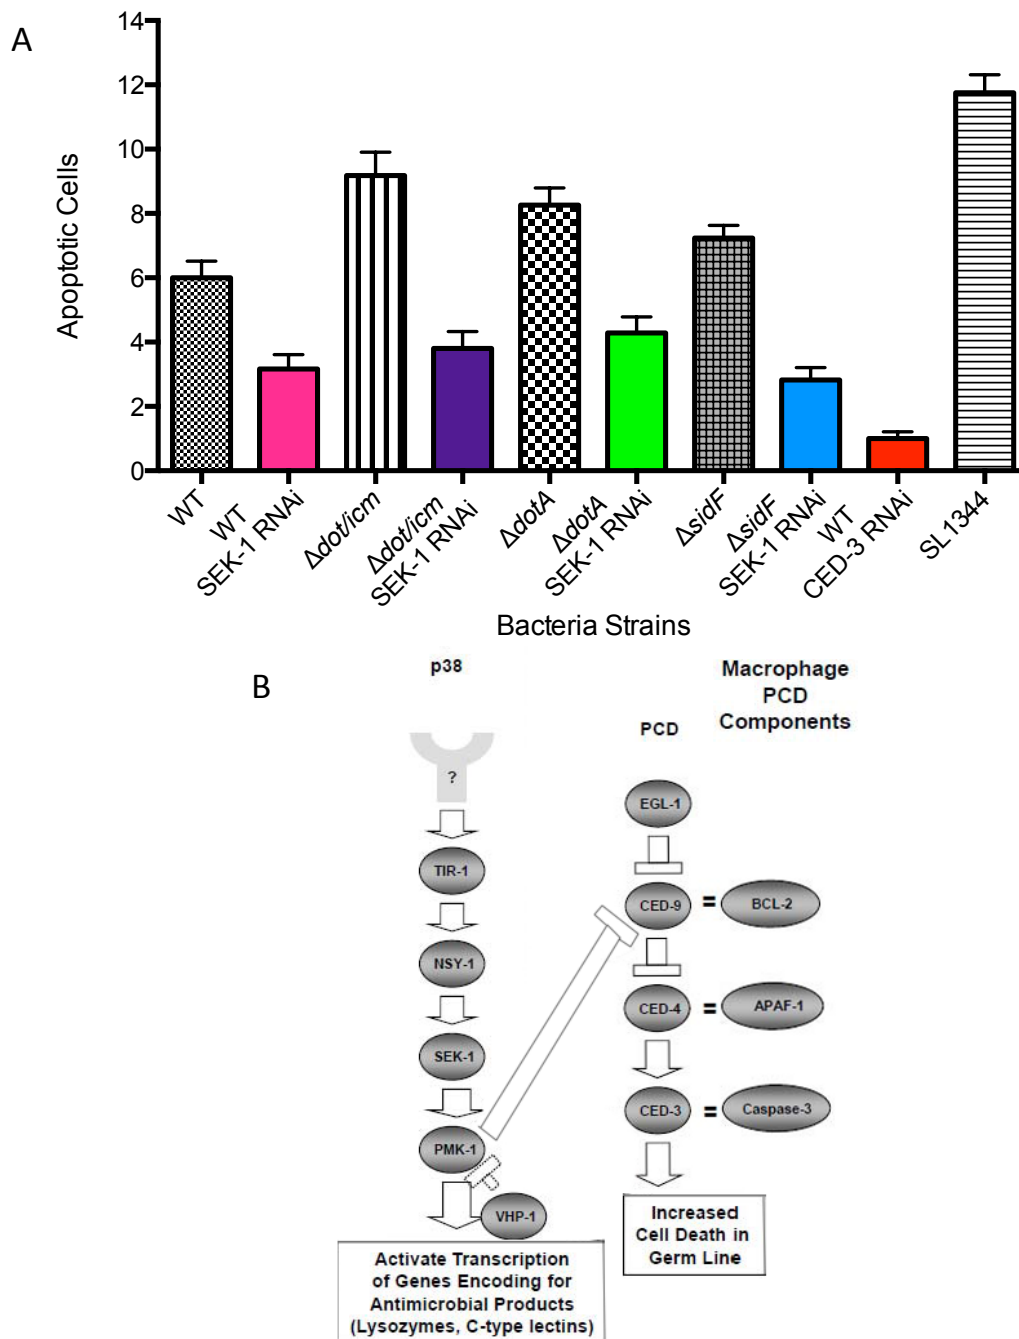 A
14
12
10
8
6
4
2
0
Apoptotic Cells
WT
WT
SEK-1 RNAi
Δdot/icm
Δdot/icm
SEK-1 RNAi
ΔdotA
ΔdotA
SEK-1 RNAi
ΔsidF
ΔsidF
SEK-1 RNAi
WT
CED-3 RNAi
SL1344
Bacteria Strains
B
p38
PCD
Macrophage
PCD
Components
?
TIR-1
NSY-1
SEK-1
PMK-1
VHP-1
Activate Transcription
of Genes Encoding for
Antimicrobial Products
(Lysozymes, C-type lectins)
EGL-1
CED-9 = BCL-2
CED-4 = APAF-1
CED-3 = Caspase-3
Increased
Cell Death in
Germ Line